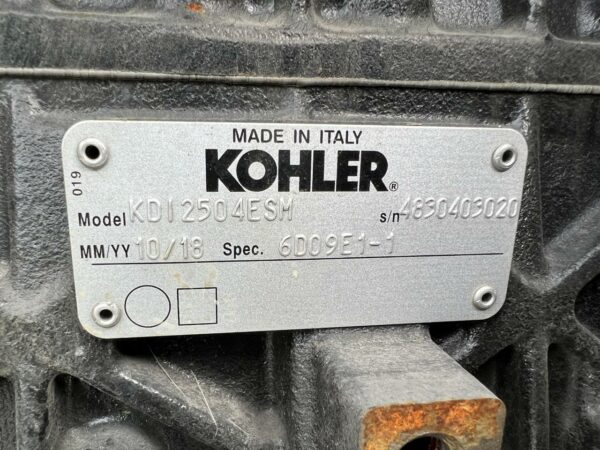 MADE IN ITALY
KOHLER®
019
Model KDI2504ESM s/n 4830403020
MM/YY 10/18 Spec. 6D09E1-1